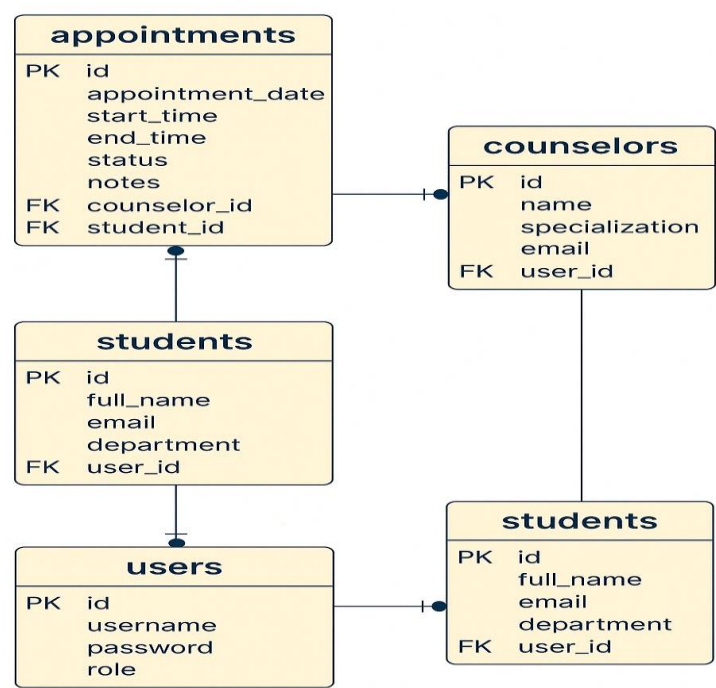 appointments
PK id
appointment_date
start_time
end_time
status
notes
FK counselor_id
FK student_id
counselors
PK id
name
specialization
email
FK user_id
students
PK id
full_name
email
department
FK user_id
students
PK id
full_name
email
department
FK user_id
users
PK id
username
password
role